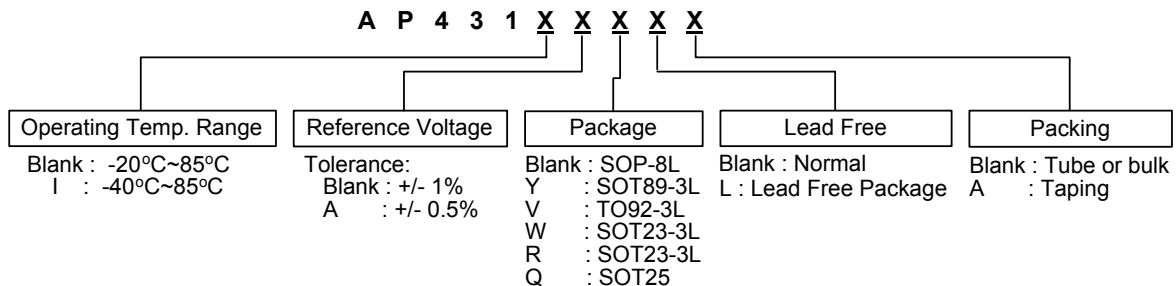 A P 4 3 1 X X X X X
Operating Temp. Range
Blank : -20°C~85°C
I : -40°C~85°C
Reference Voltage
Tolerance:
Blank : +/- 1%
A : +/- 0.5%
Package
Blank : SOP-8L
Y : SOT89-3L
V : TO92-3L
W : SOT23-3L
R : SOT23-3L
Q : SOT25
Lead Free
Blank : Normal
L : Lead Free Package
Packing
Blank : Tube or bulk
A : Taping